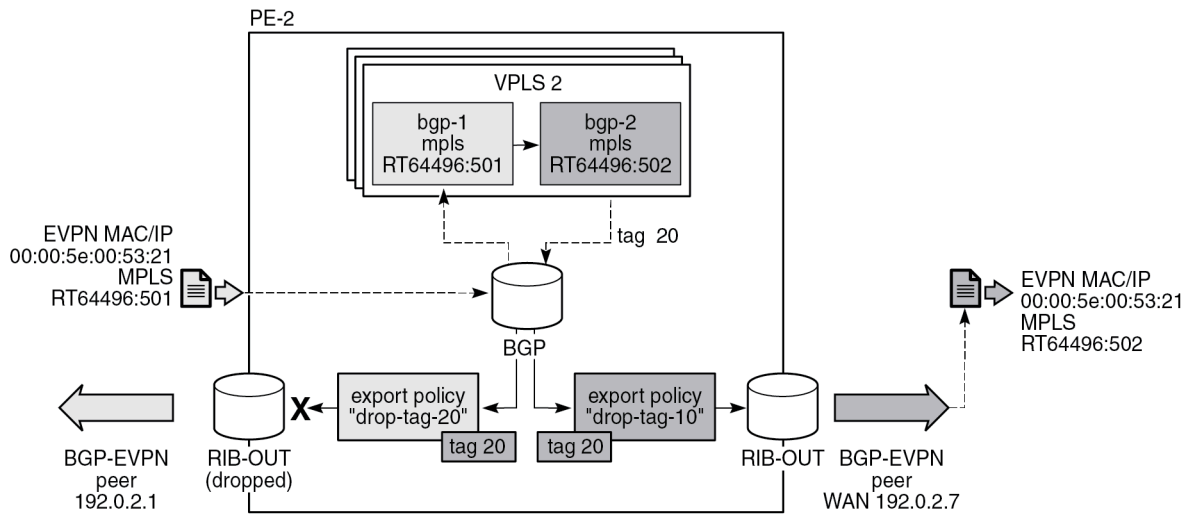 PE-2
VPLS 2
bgp-1
mpls
RT64496:501
bgp-2
mpls
RT64496:502
tag 20
EVPN MAC/IP
00:00:5e:00:53:21
MPLS
RT64496:501
EVPN MAC/IP
00:00:5e:00:53:21
MPLS
RT64496:502
BGP
X
export policy
"drop-tag-20"
tag 20
export policy
"drop-tag-10"
tag 20
BGP-EVPN
peer
192.0.2.1
RIB-OUT
(dropped)
RIB-OUT
BGP-EVPN
peer
WAN 192.0.2.7